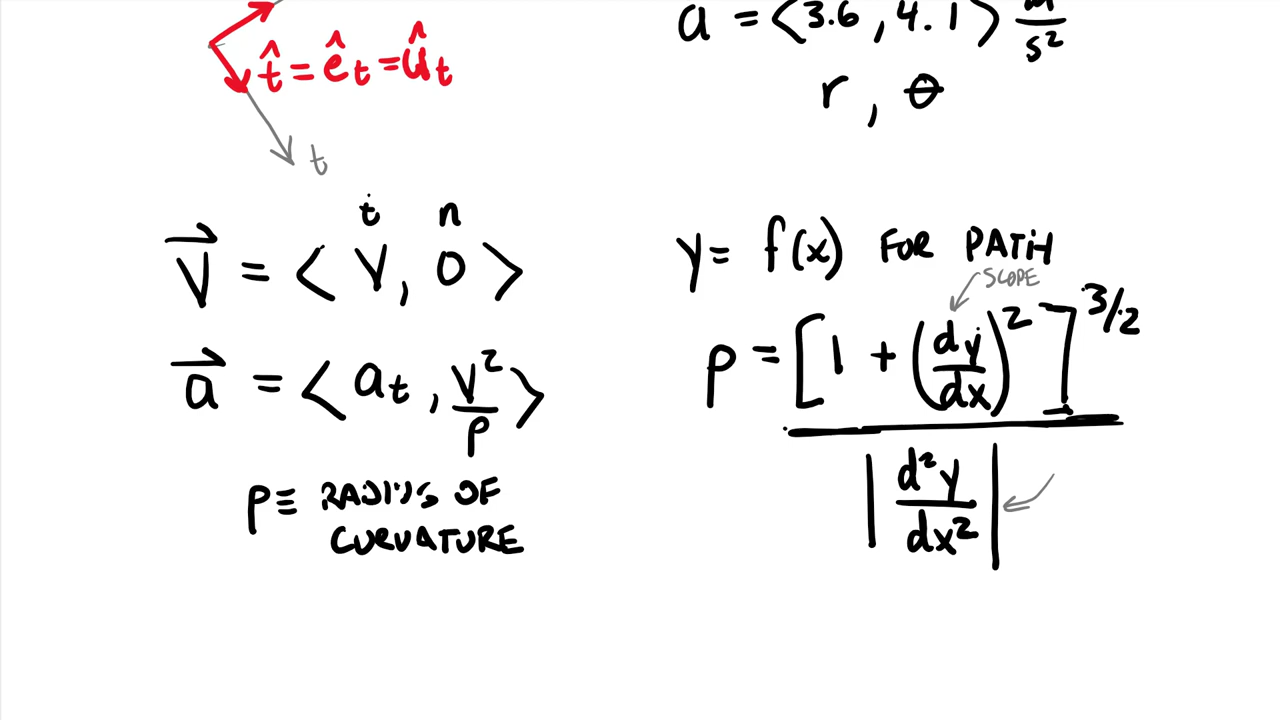 t̂ = ê_t = û_t
t
a = <3.6, 4.1> m/s²
r, θ
t n
V⃗ = <V, 0>
a⃗ = <a_t, V²/ρ>
ρ ≡ RADIUS OF
CURVATURE
y = f(x) FOR PATH
SCOPE
ρ = [1 + (dy/dx)²]^3/2
|d²y/dx²|